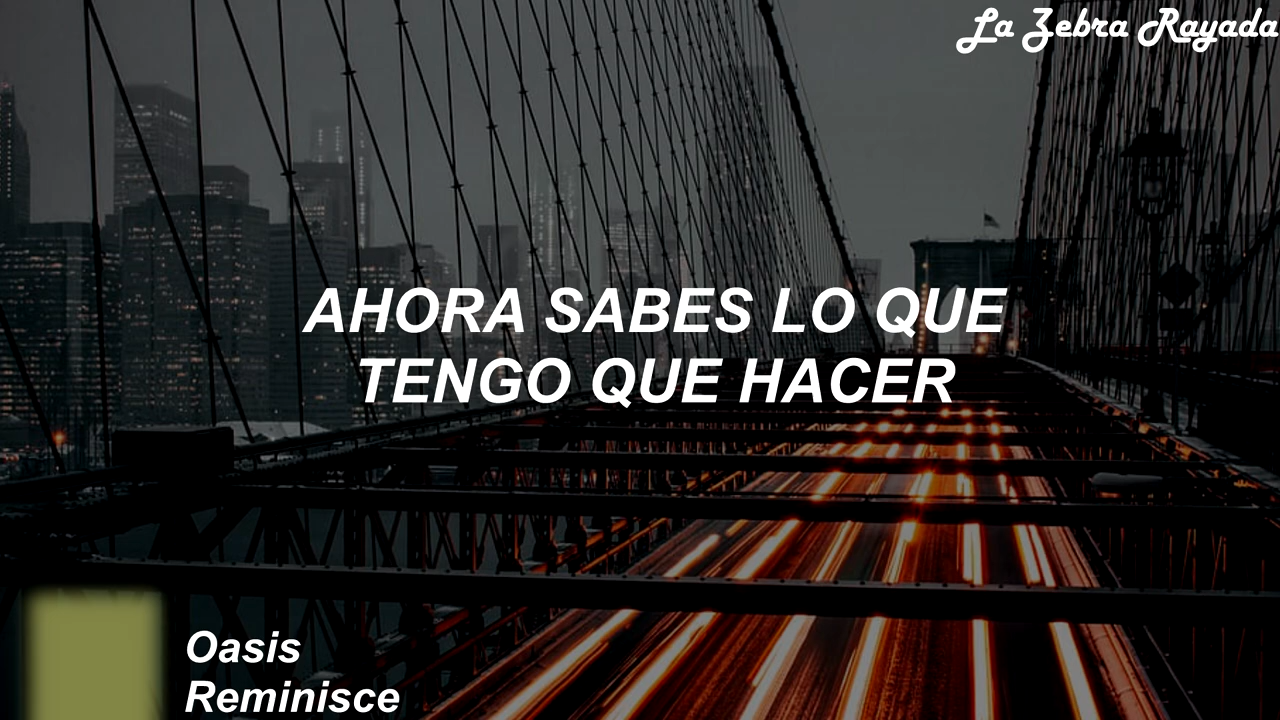 La Zebra Rayada
AHORA SABES LO QUE
TENGO QUE HACER
Oasis
Reminisce